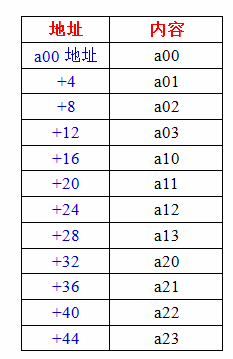 地址 内容
a00 地址 a00
+4 a01
+8 a02
+12 a03
+16 a10
+20 a11
+24 a12
+28 a13
+32 a20
+36 a21
+40 a22
+44 a23